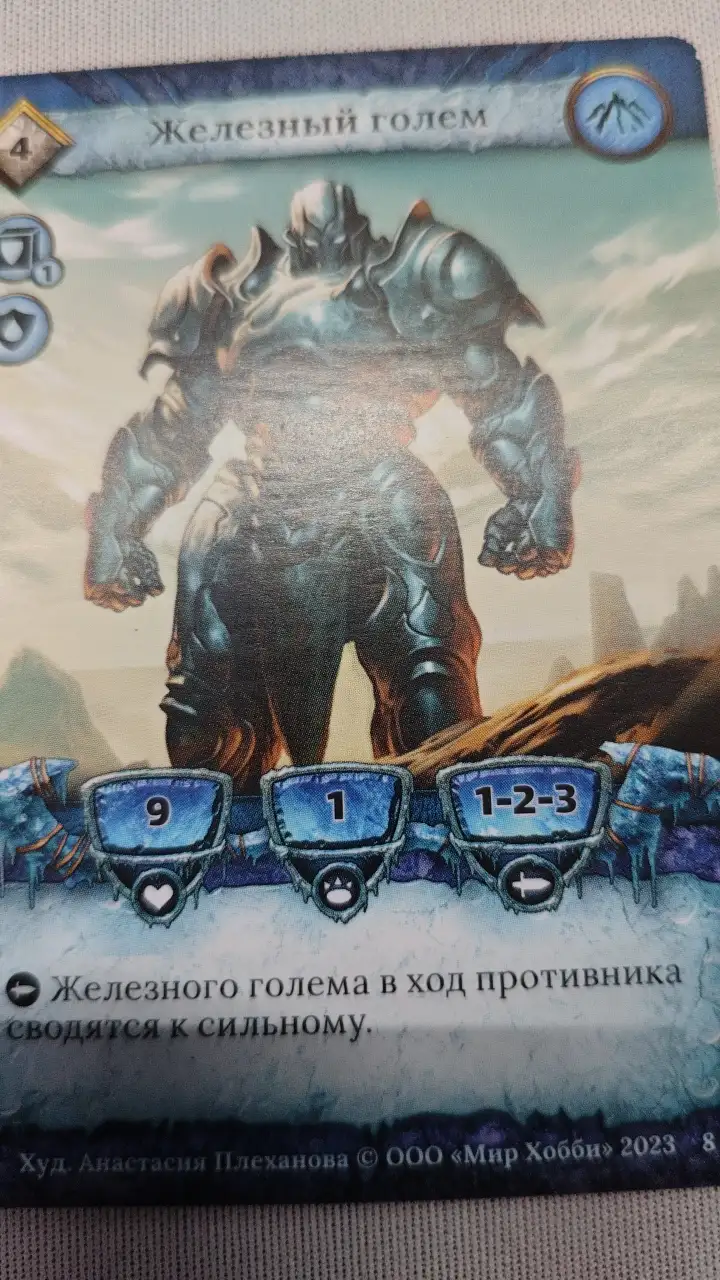 Железный голем
4
1
9
1
1-2-3
Железного голема в ход противника
сводятся к сильному.
Худ. Анастасия Плеханова © ООО «Мир Хобби» 2023 8